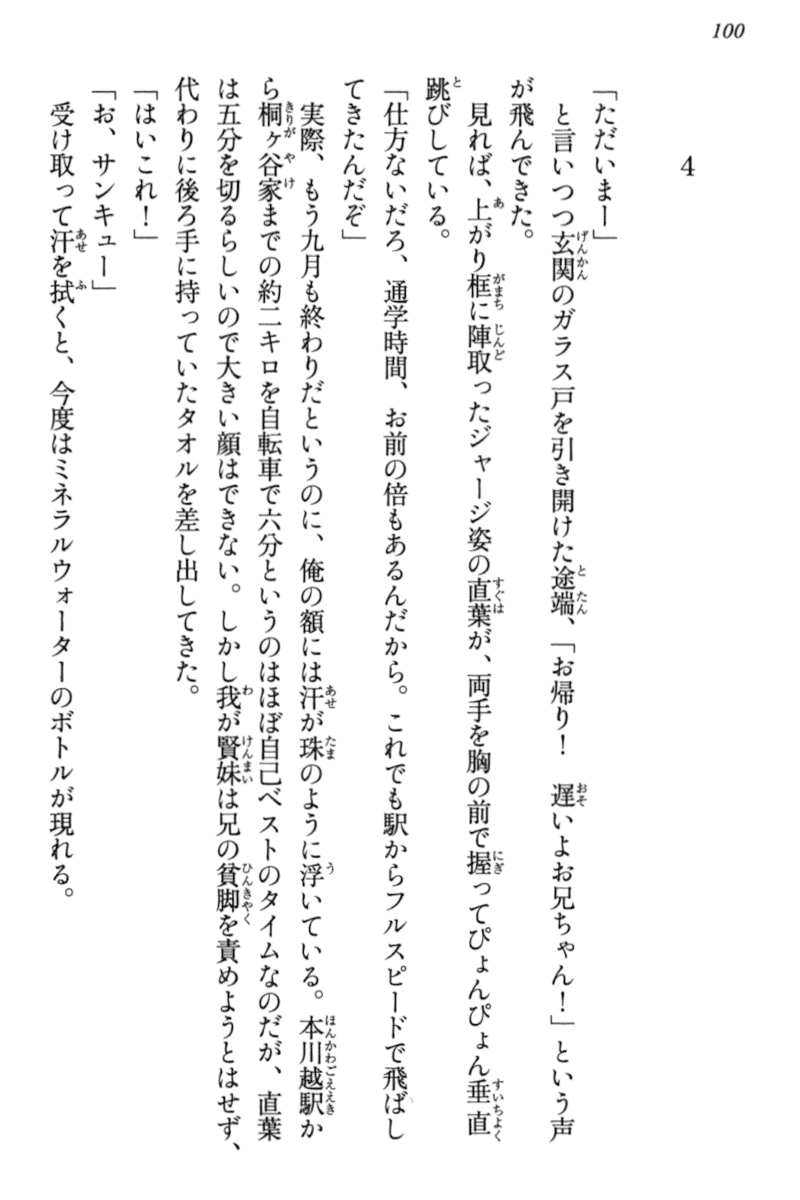 100
4
「ただいまー」
と言いつつ玄関のガラス戸を引き開けた途端、「お帰り！　遅いよお兄ちゃん！」という声
が飛んできた。
見れば、上がり框に陣取ったジャージ姿の直葉が、両手を胸の前で握ってぴょんぴょん垂直
跳びしている。
「仕方ないだろ、通学時間、お前の倍もあるんだから。これでも駅からフルスピードで飛ばし
てきたんだぞ」
実際、もう九月も終わりだというのに、俺の額には汗が珠のように浮いている。本川越駅か
ら桐ヶ谷家までの約二キロを自転車で六分というのはほぼ自己ベストのタイムなのだが、直葉
は五分を切るらしいので大きい顔はできない。しかし我が賢妹は兄の貧脚を責めようとはせず、
代わりに後ろ手に持っていたタオルを差し出してきた。
「はいこれ！」
「お、サンキュー」
受け取って汗を拭くと、今度はミネラルウォーターのボトルが現れる。